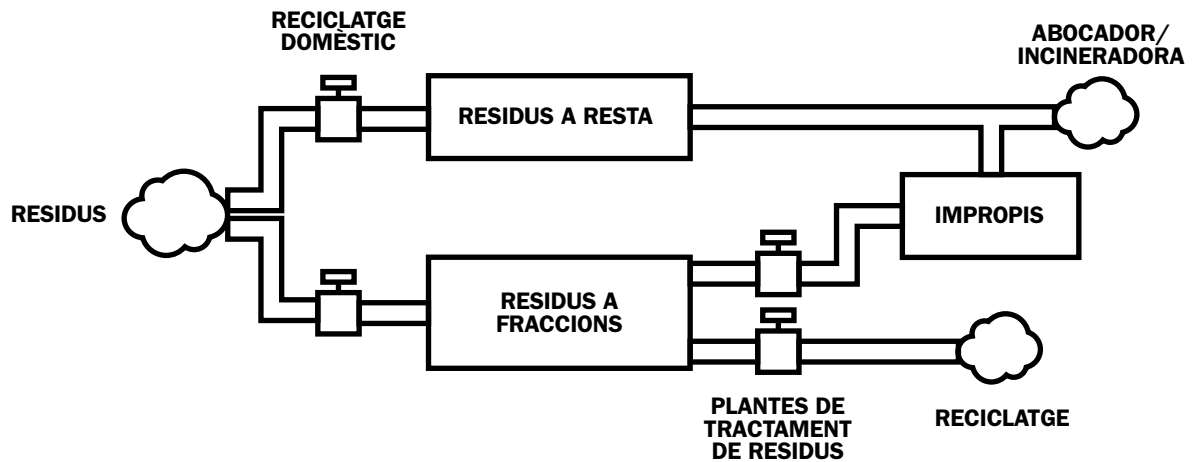 RECICLATGE
DOMÈSTIC
ABOCADOR/
INCINERADORA
RESIDUS A RESTA
RESIDUS
IMPROPIS
RESIDUS A
FRACCIONS
PLANTES DE
TRACTAMENT
DE RESIDUS
RECICLATGE